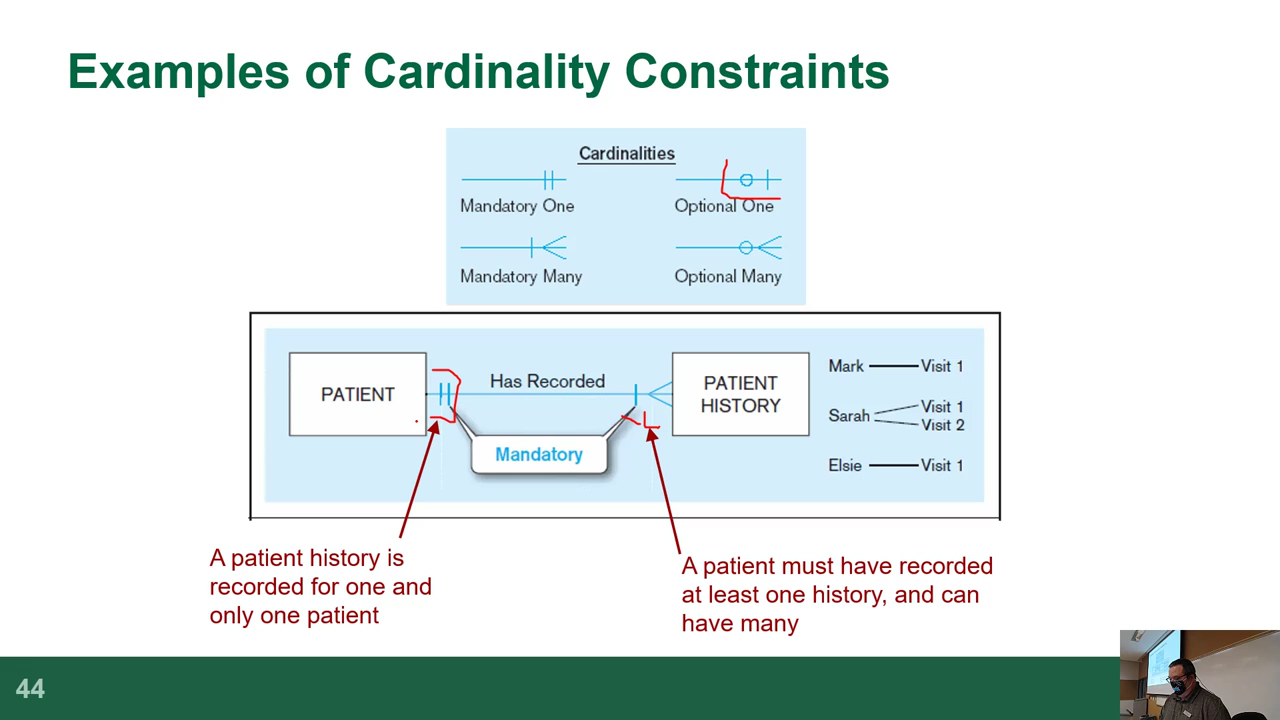 Examples of Cardinality Constraints
Cardinalities
Mandatory One
Optional One
Mandatory Many
Optional Many
PATIENT
Has Recorded
PATIENT
HISTORY
Mandatory
Mark
Visit 1
Sarah
Visit 1
Visit 2
Elsie
Visit 1
A patient history is
recorded for one and
only one patient
A patient must have recorded
at least one history, and can
have many
44